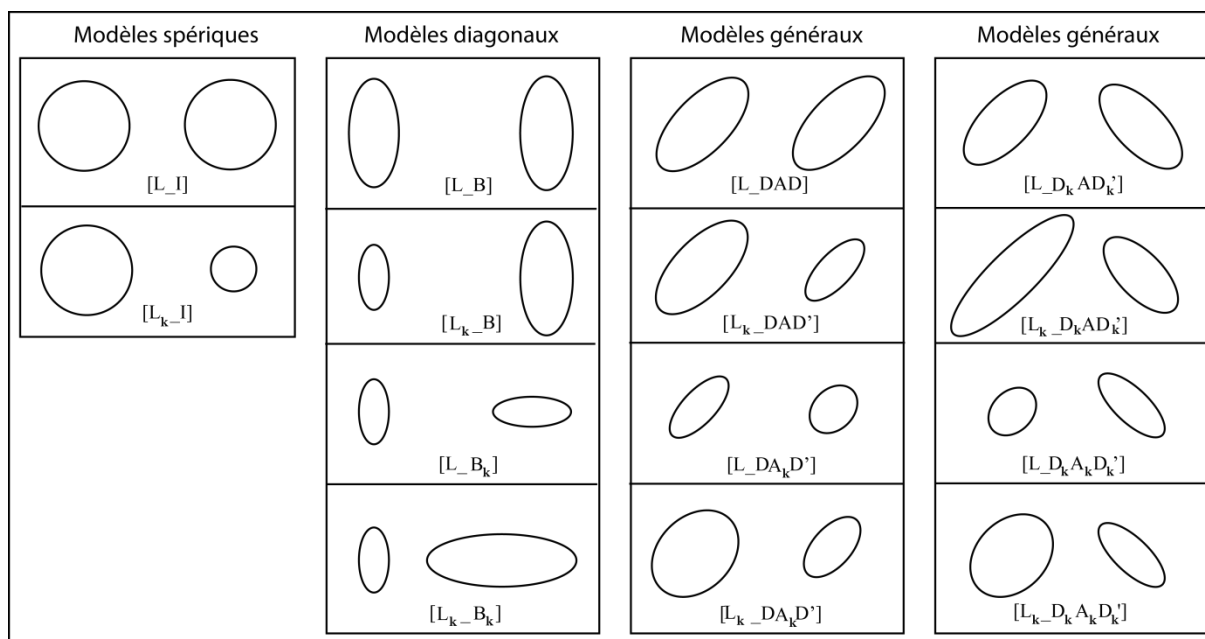 Modèles spériques
[L_I]
[L_k_I]
Modèles diagonaux
[L_B]
[L_k_B]
[L_B_k]
[L_k_B_k]
Modèles généraux
[L_DAD]
[L_k_DAD’]
[L_DA_kD’]
[L_k_DA_kD’]
Modèles généraux
[L_D_kAD_k’]
[L_k_D_kAD_k’]
[L_D_kA_kD_k’]
[L_k_D_kA_kD_k']